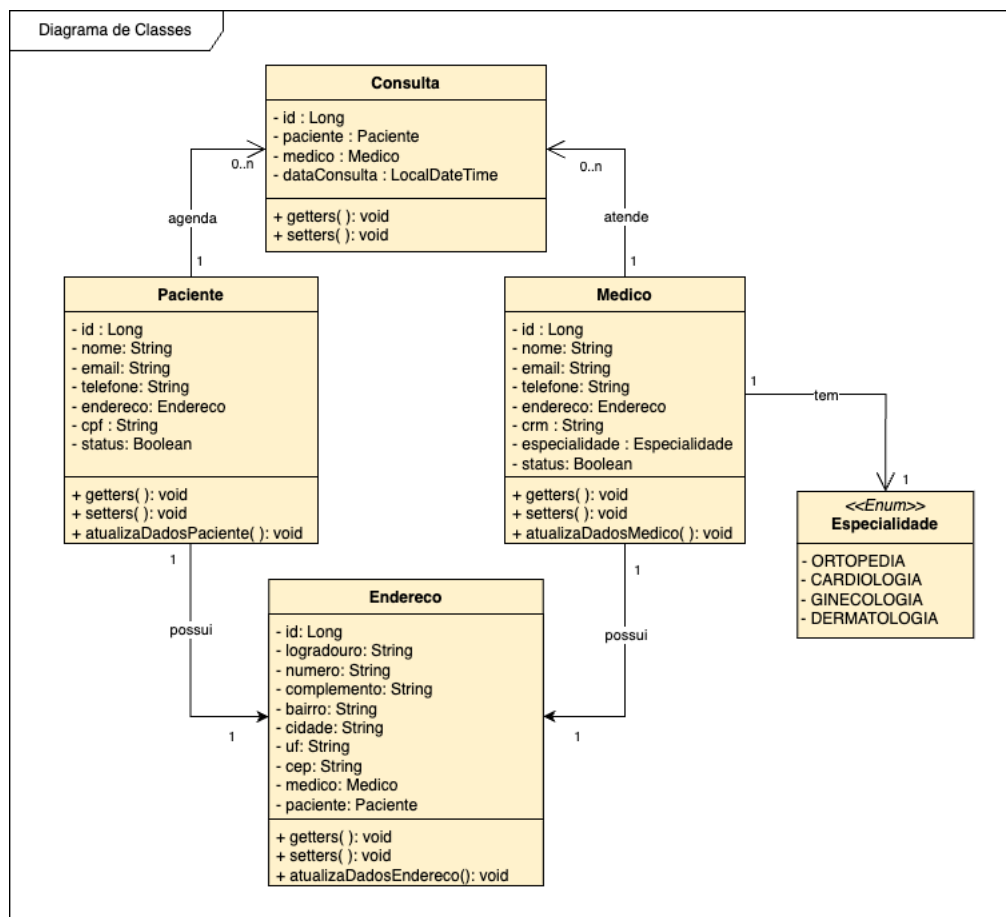 Diagrama de Classes
Consulta
- id : Long
- paciente : Paciente
- medico : Medico
- dataConsulta : LocalDateTime
+ getters( ): void
+ setters( ): void
0..n
0..n
agenda
atende
1
1
Paciente
- id : Long
- nome: String
- email: String
- telefone: String
- endereco: Endereco
- cpf : String
- status: Boolean
+ getters( ): void
+ setters( ): void
+ atualizaDadosPaciente( ): void
Medico
- id : Long
- nome: String
- email: String
- telefone: String
- endereco: Endereco
- crm : String
- especialidade : Especialidade
- status: Boolean
+ getters( ): void
+ setters( ): void
+ atualizaDadosMedico( ): void
1
tem
1
<<Enum>>
Especialidade
- ORTOPEDIA
- CARDIOLOGIA
- GINECOLOGIA
- DERMATOLOGIA
1
1
possui
possui
1
1
Endereco
- id: Long
- logradouro: String
- numero: String
- complemento: String
- bairro: String
- cidade: String
- uf: String
- cep: String
- medico: Medico
- paciente: Paciente
+ getters( ): void
+ setters( ): void
+ atualizaDadosEndereco(): void